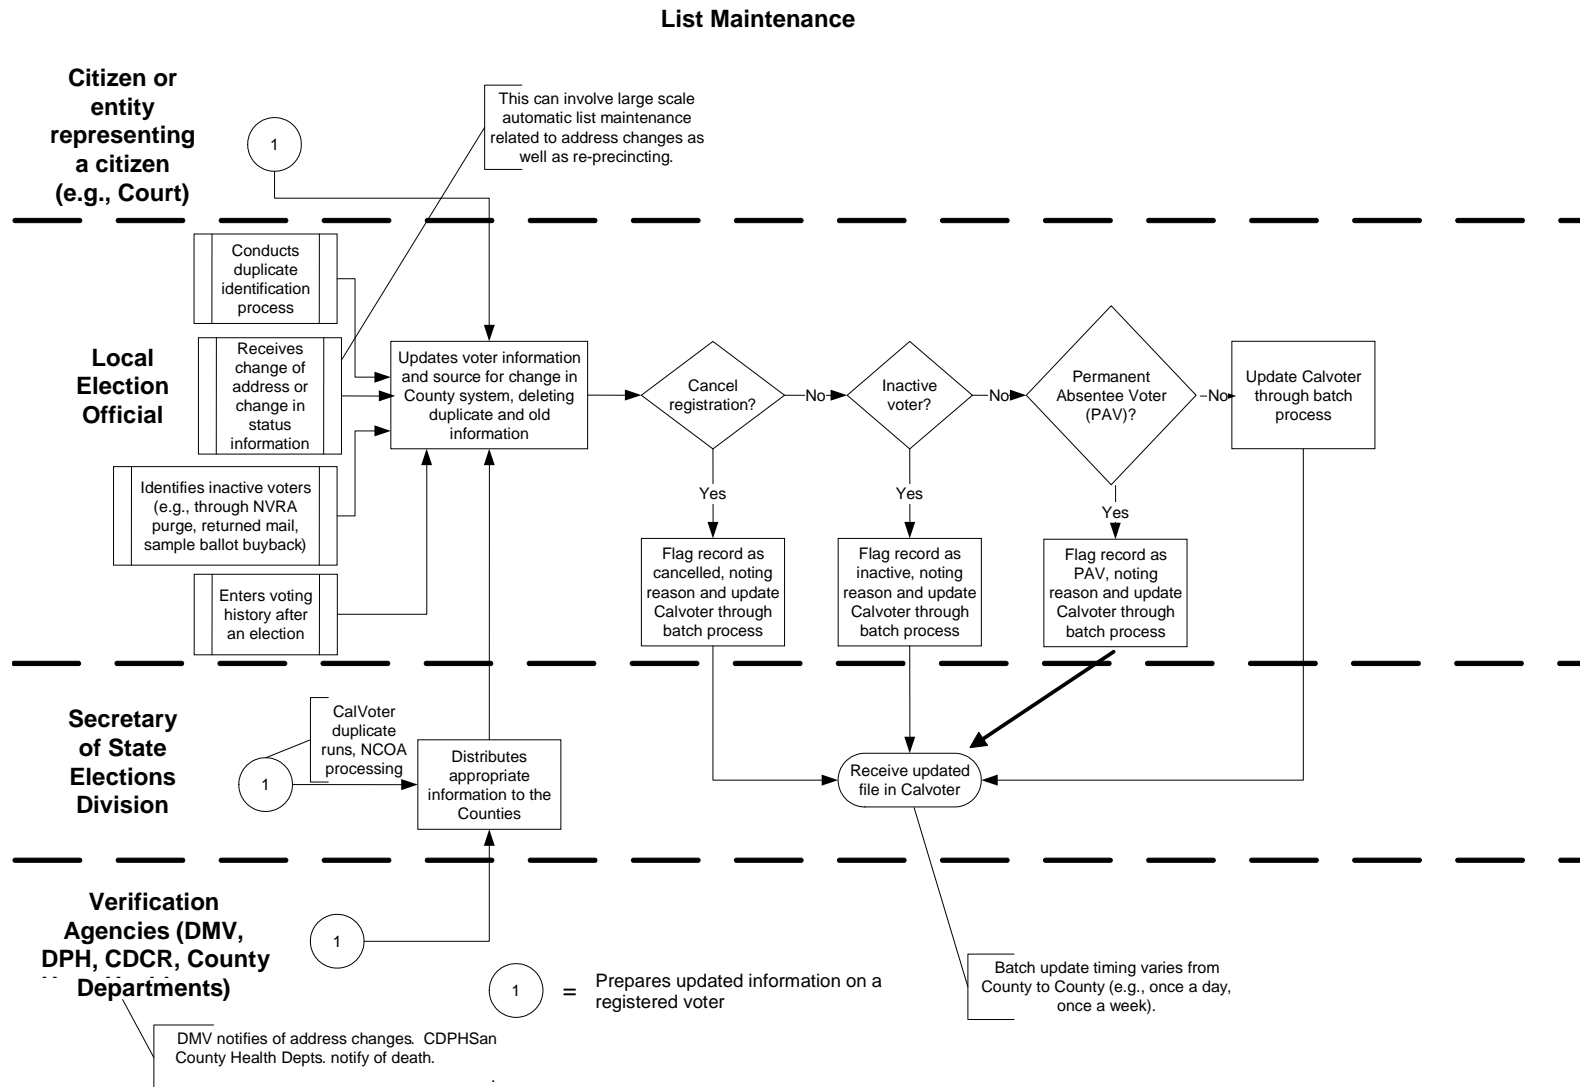 List Maintenance
Citizen or
entity
representing
a citizen
(e.g., Court)
1
This can involve large scale
automatic list maintenance
related to address changes as
well as re-precincting.
Local
Election
Official
Conducts
duplicate
identification
process
Receives
change of
address or
change in
status
information
Identifies inactive voters
(e.g., through NVRA
purge, returned mail,
sample ballot buyback)
Enters voting
history after
an election
Updates voter information
and source for change in
County system, deleting
duplicate and old
information
Cancel
registration?
No
Inactive
voter?
No
Permanent
Absentee Voter
(PAV)?
No
Update Calvoter
through batch
process
Yes
Yes
Yes
Flag record as
cancelled, noting
reason and update
Calvoter through
batch process
Flag record as
inactive, noting
reason and update
Calvoter through
batch process
Flag record as
PAV, noting
reason and update
Calvoter through
batch process
Secretary
of State
Elections
Division
1
CalVoter
duplicate
runs, NCOA
processing
Distributes
appropriate
information to the
Counties
Receive updated
file in Calvoter
Verification
Agencies (DMV,
DPH, CDCR, County
Departments)
1
1
=
Prepares updated information on a
registered voter
Batch update timing varies from
County to County (e.g., once a day,
once a week).
DMV notifies of address changes. CDPHSan
County Health Depts. notify of death.